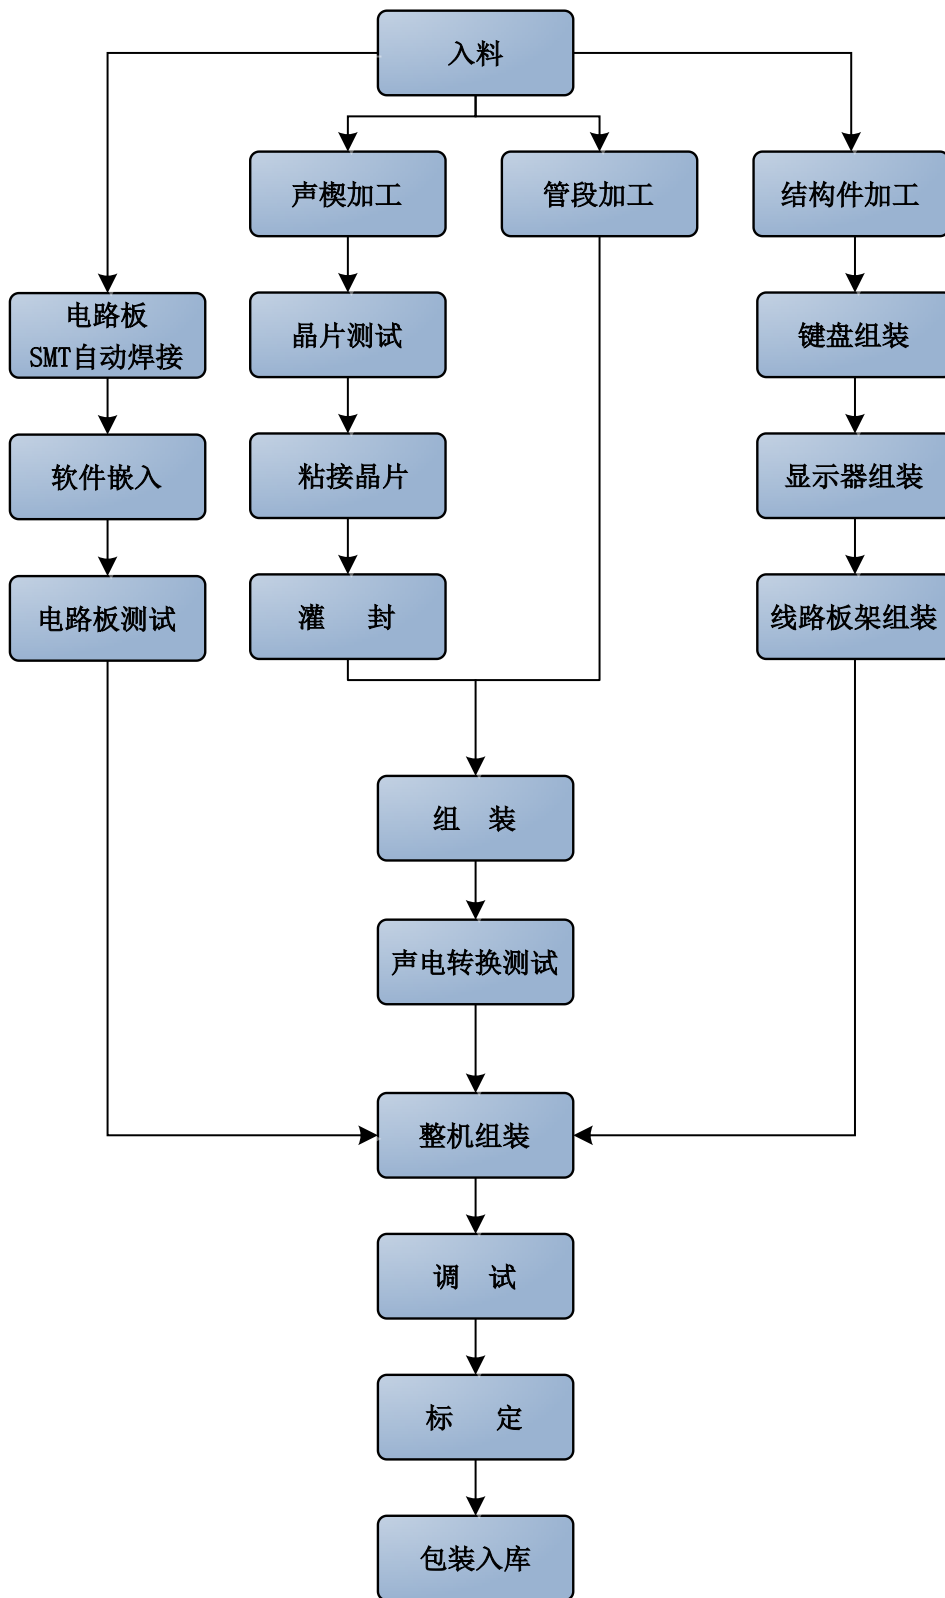 入料
声楔加工
管段加工
结构件加工
电路板
SMT自动焊接
晶片测试
键盘组装
软件嵌入
粘接晶片
显示器组装
电路板测试
灌 封
线路板架组装
组 装
声电转换测试
整机组装
调 试
标 定
包装入库